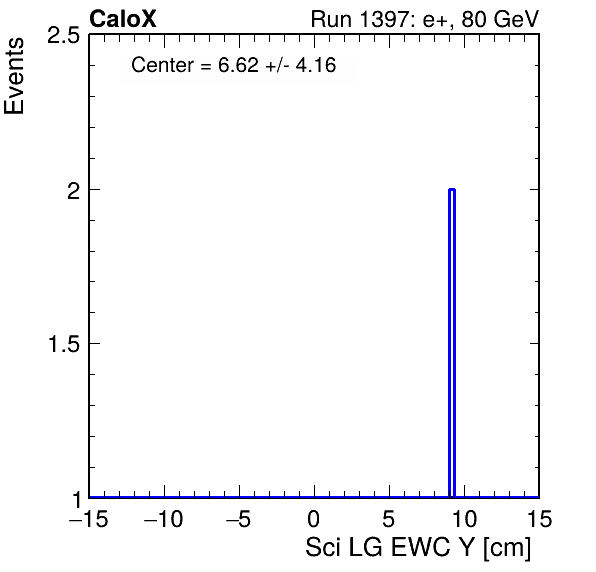 CaloX Run 1397: e+, 80 GeV
Events
Center = 6.62 +/- 4.16
2.5
2
1.5
1
−15 −10 −5 0 5 10 15
Sci LG EWC Y [cm]